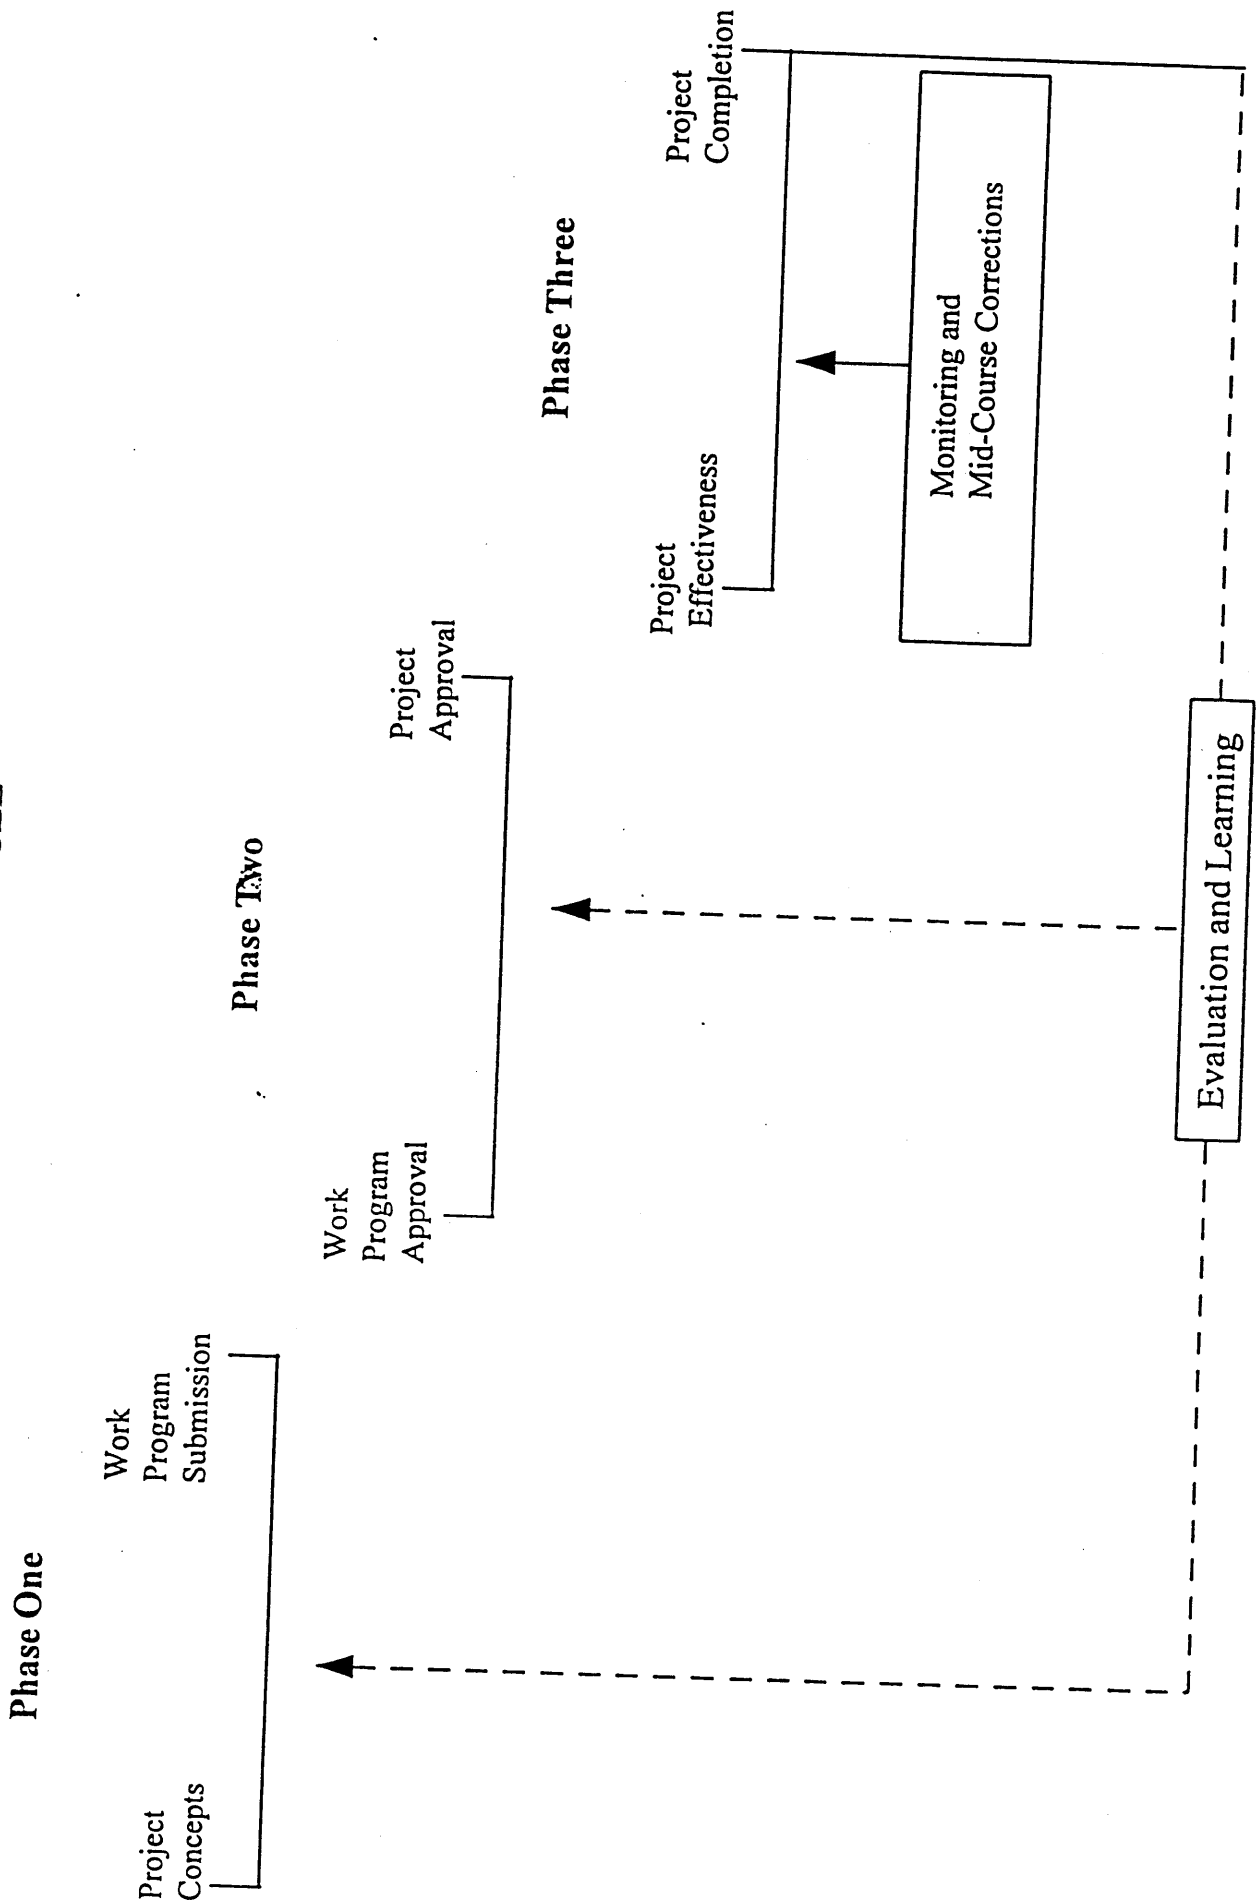 Phase One
Project
Concepts
Work
Program
Submission
Phase Two
Work
Program
Approval
Project
Approval
Phase Three
Project
Effectiveness
Project
Completion
Monitoring and
Mid-Course Corrections
Evaluation and Learning